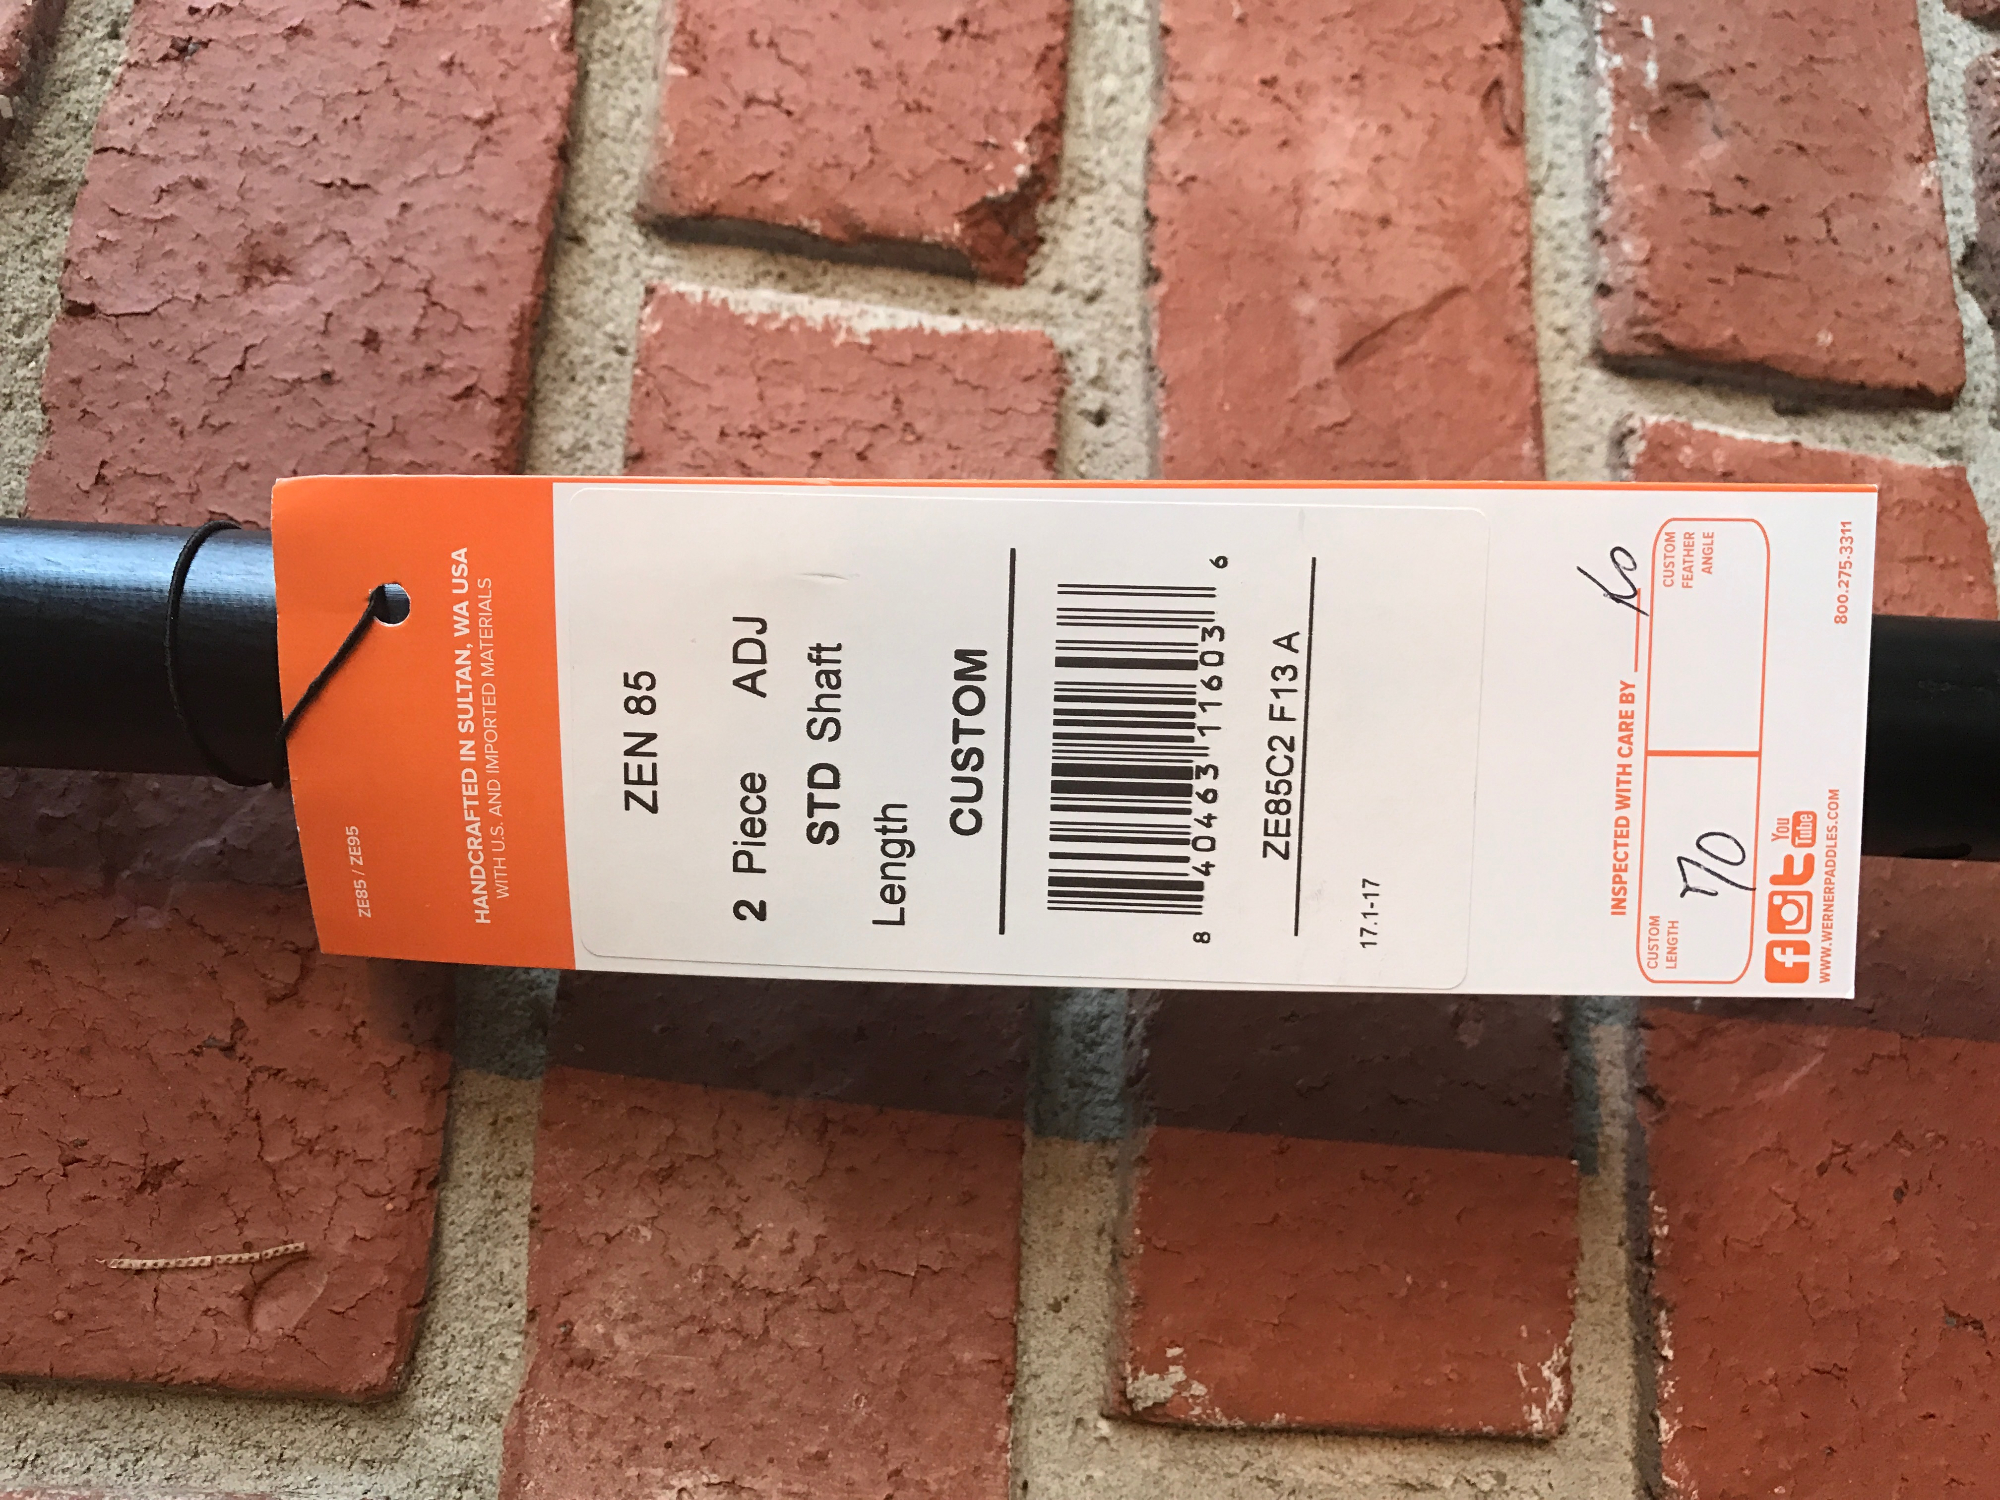 ZE85 / ZE95
HANDCRAFTED IN SULTAN, WA USA
WITH U.S. AND IMPORTED MATERIALS
ZEN 85
2 Piece ADJ
STD Shaft
Length
CUSTOM
8 40463 11603 6
ZE85C2 F13 A
17.1-17
INSPECTED WITH CARE BY
CUSTOM
LENGTH
CUSTOM
FEATHER
ANGLE
You
Tube
WWW.WERNERPADDLES.COM
800.275.3311